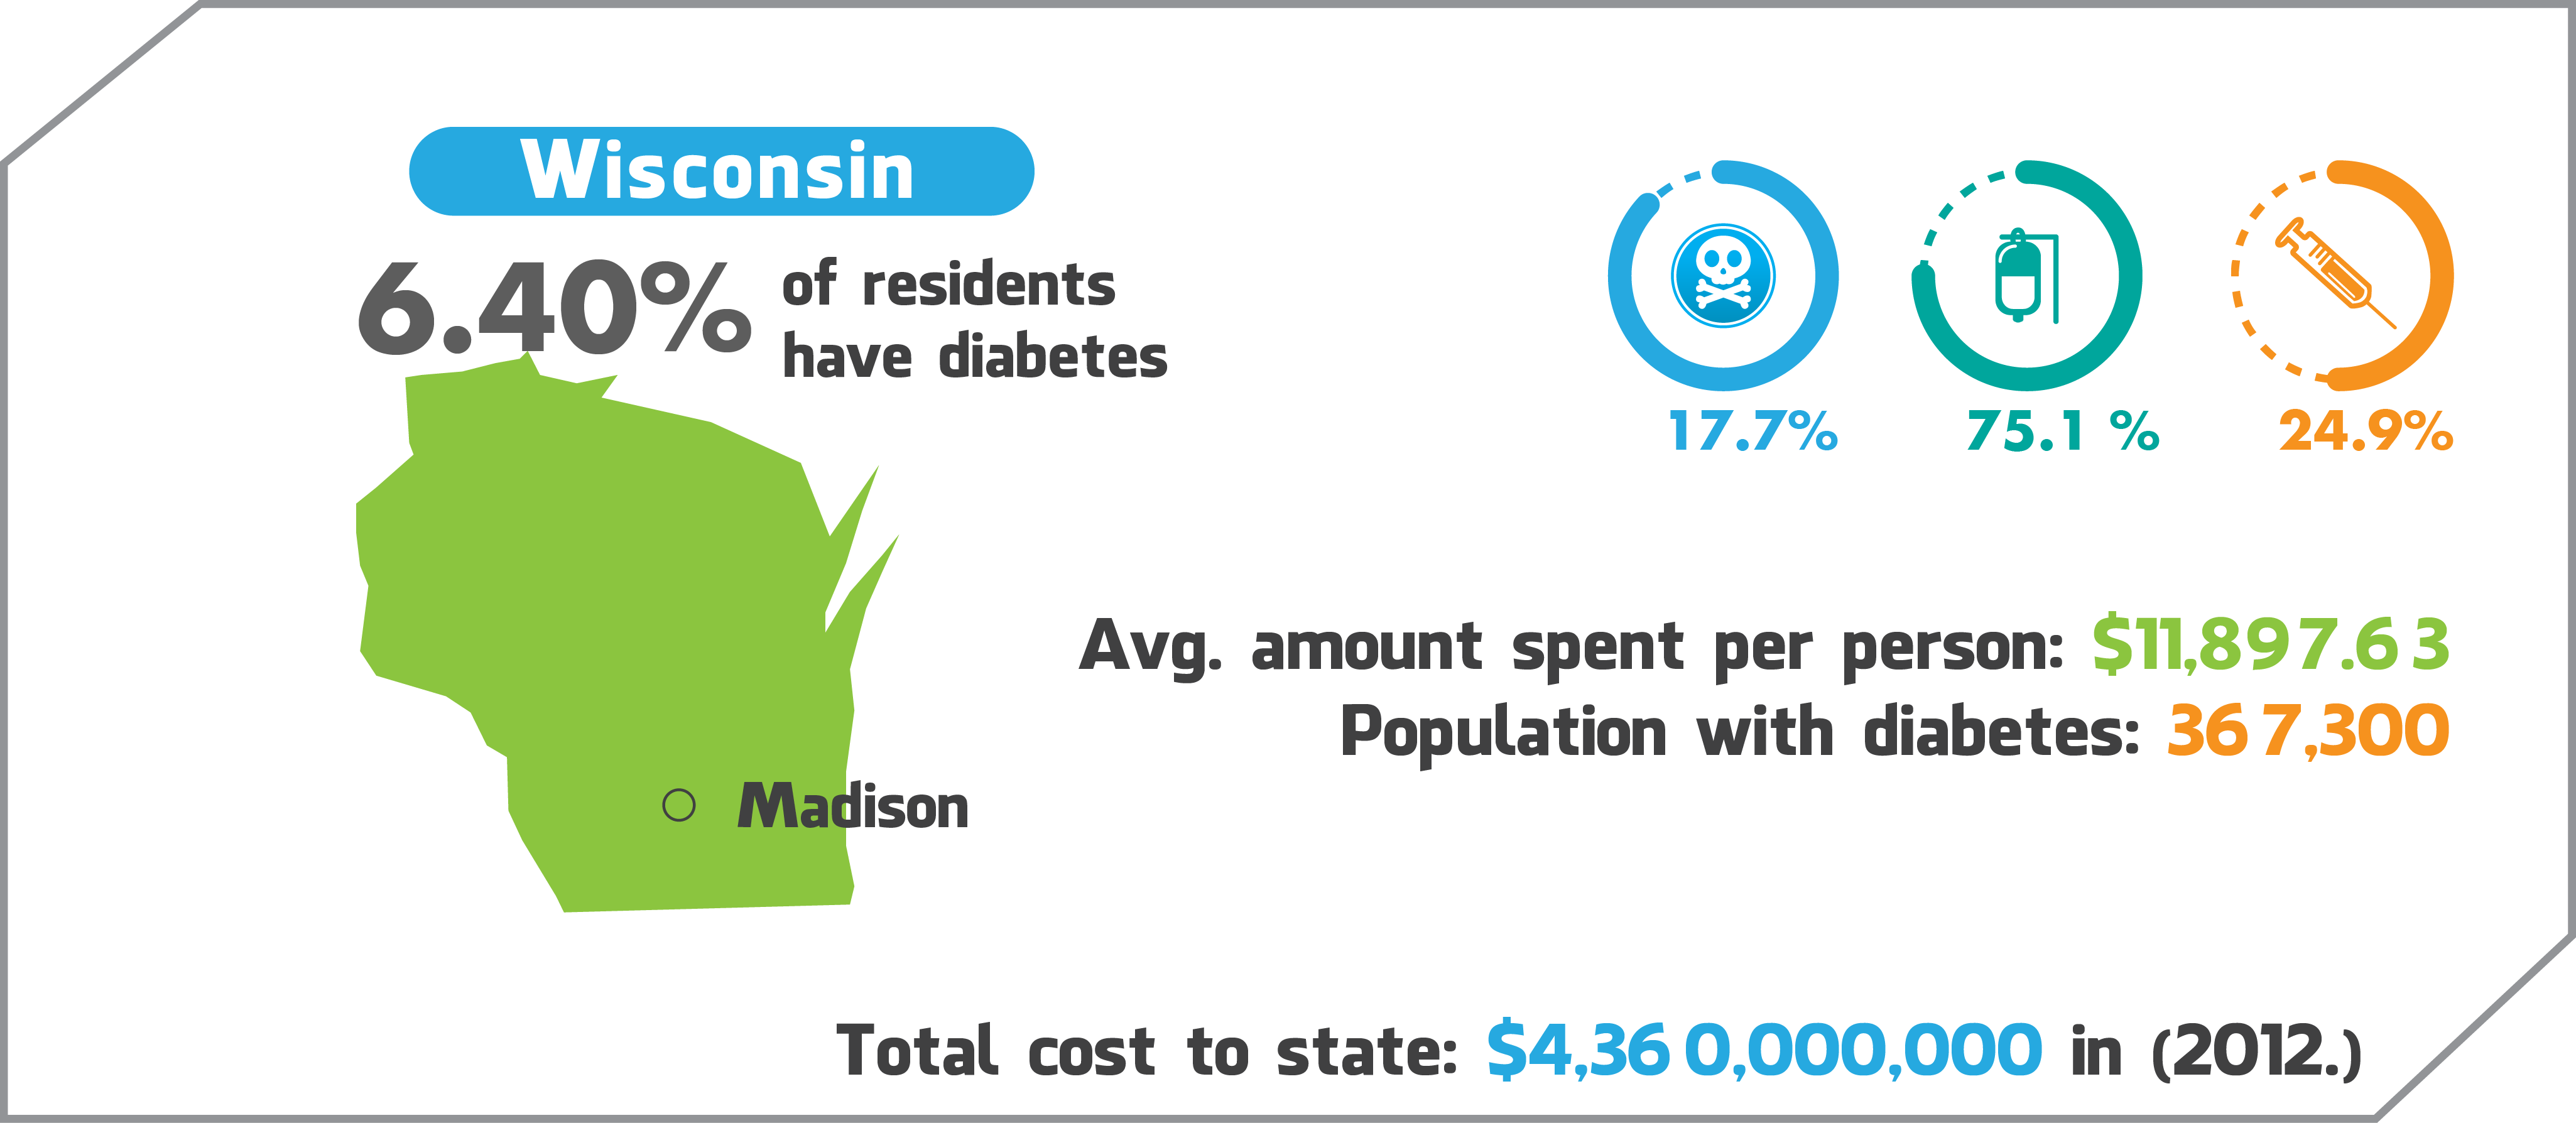 Wisconsin
6.40%
of residents
have diabetes
17.7%
75.1 %
24.9%
Avg. amount spent per person: $11,897.63
Population with diabetes: 367,300
Madison
Total cost to state: $4,360,000,000 in (2012.)